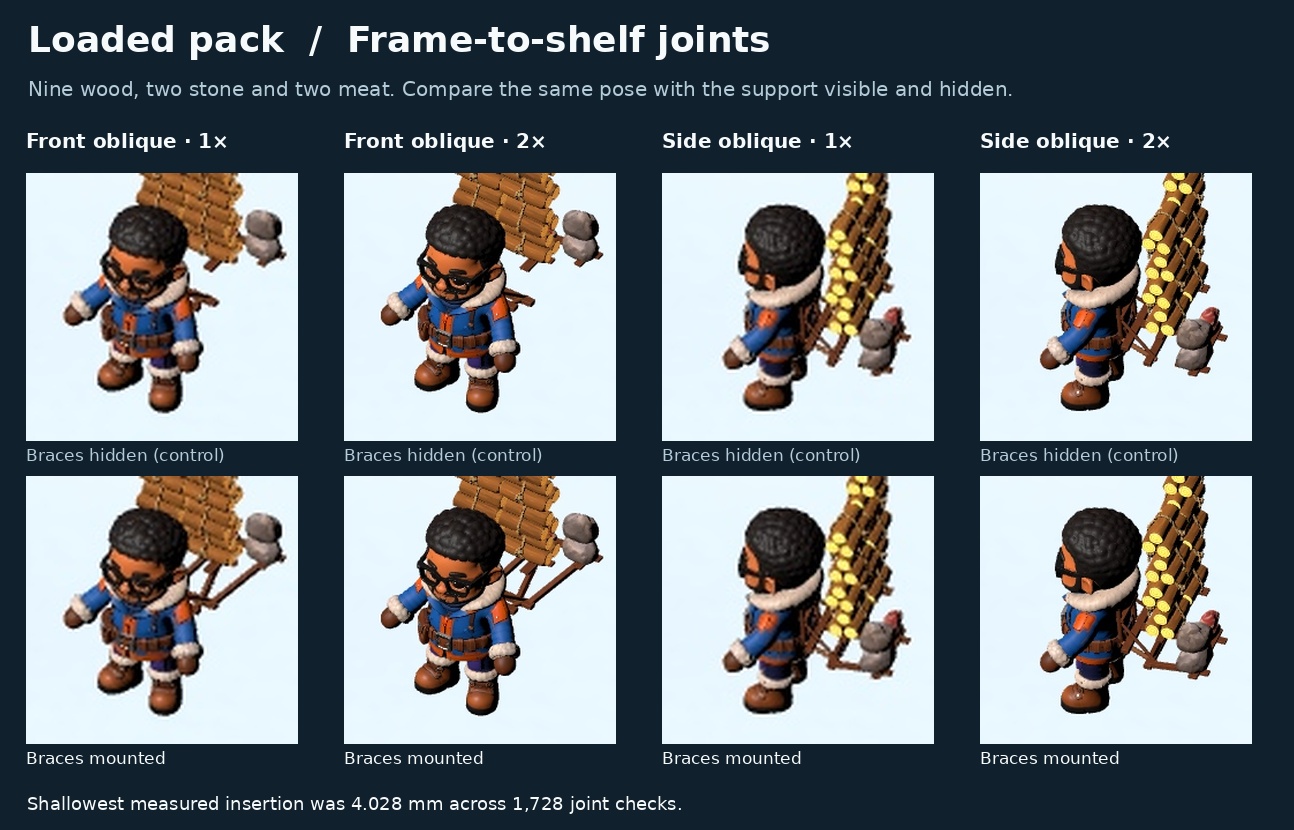 Loaded pack / Frame-to-shelf joints
Nine wood, two stone and two meat. Compare the same pose with the support visible and hidden.
Front oblique · 1×
Front oblique · 2×
Side oblique · 1×
Side oblique · 2×
Braces hidden (control)
Braces hidden (control)
Braces hidden (control)
Braces hidden (control)
Braces mounted
Braces mounted
Braces mounted
Braces mounted
Shallowest measured insertion was 4.028 mm across 1,728 joint checks.